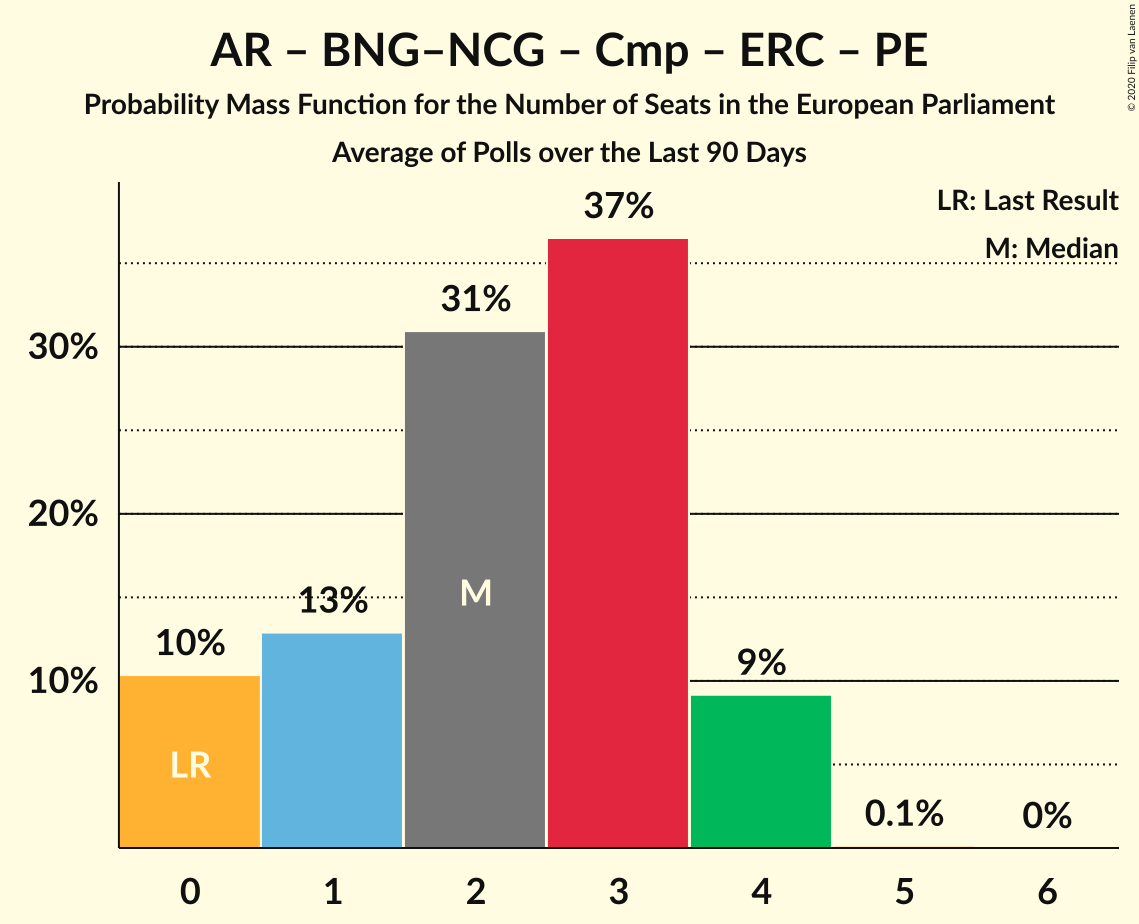 AR – BNG–NCG – Cmp – ERC – PE
Probability Mass Function for the Number of Seats in the European Parliament
Average of Polls over the Last 90 Days
© 2020 Filip van Laenen
LR: Last Result
M: Median
37%
31%
30%
20%
13%
10%
9%
10%
M
LR
0.1%
0%
0 1 2 3 4 5 6